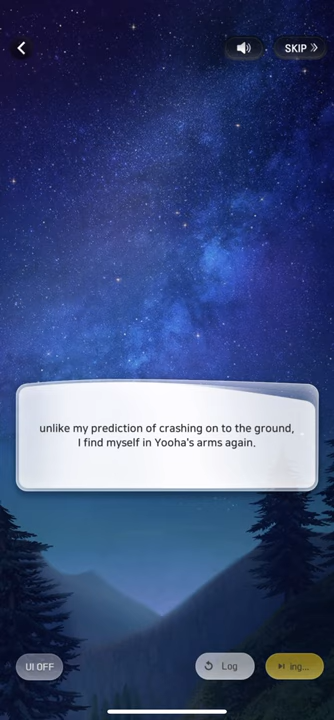 SKIP
unlike my prediction of crashing on to the ground,
I find myself in Yooha's arms again.
UI OFF
Log
ing...